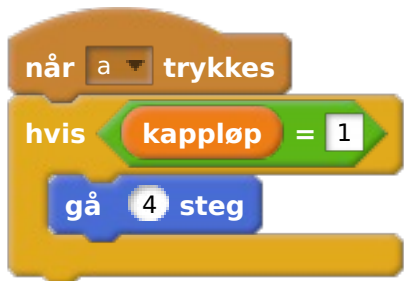 når a trykkes
hvis kappløp = 1
gå 4 steg